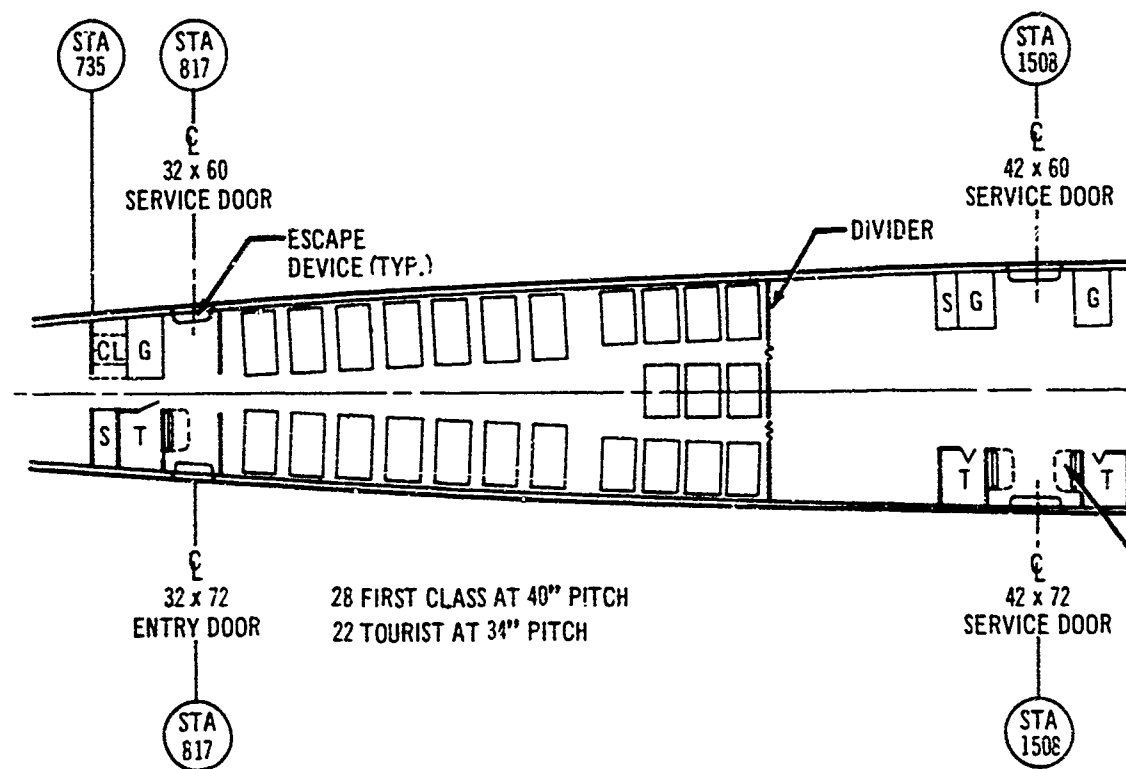 STA
735
STA
817
STA
1508
℄
32 x 60
SERVICE DOOR
℄
42 x 60
SERVICE DOOR
ESCAPE
DEVICE (TYP.)
DIVIDER
CL
G
S
G
G
S
T
T
T
℄
32 x 72
ENTRY DOOR
28 FIRST CLASS AT 40" PITCH
22 TOURIST AT 34" PITCH
℄
42 x 72
SERVICE DOOR
STA
817
STA
1508